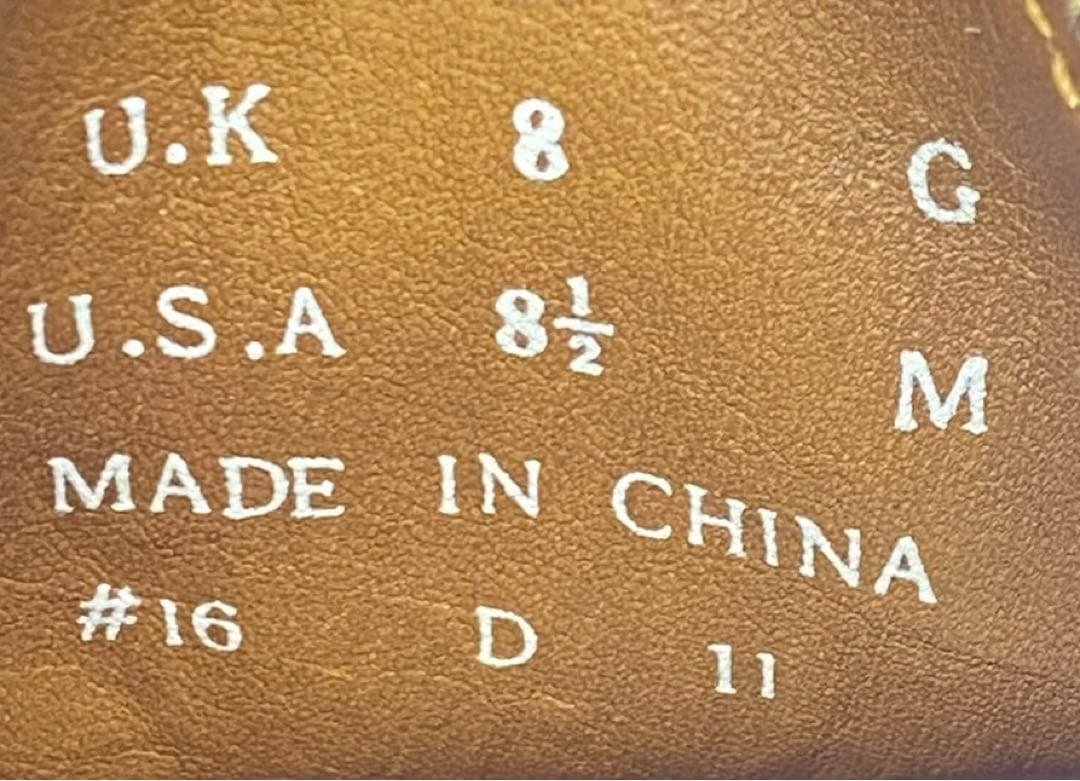 U.K 8 G
U.S.A 8½ M
MADE IN CHINA
#16 D 11